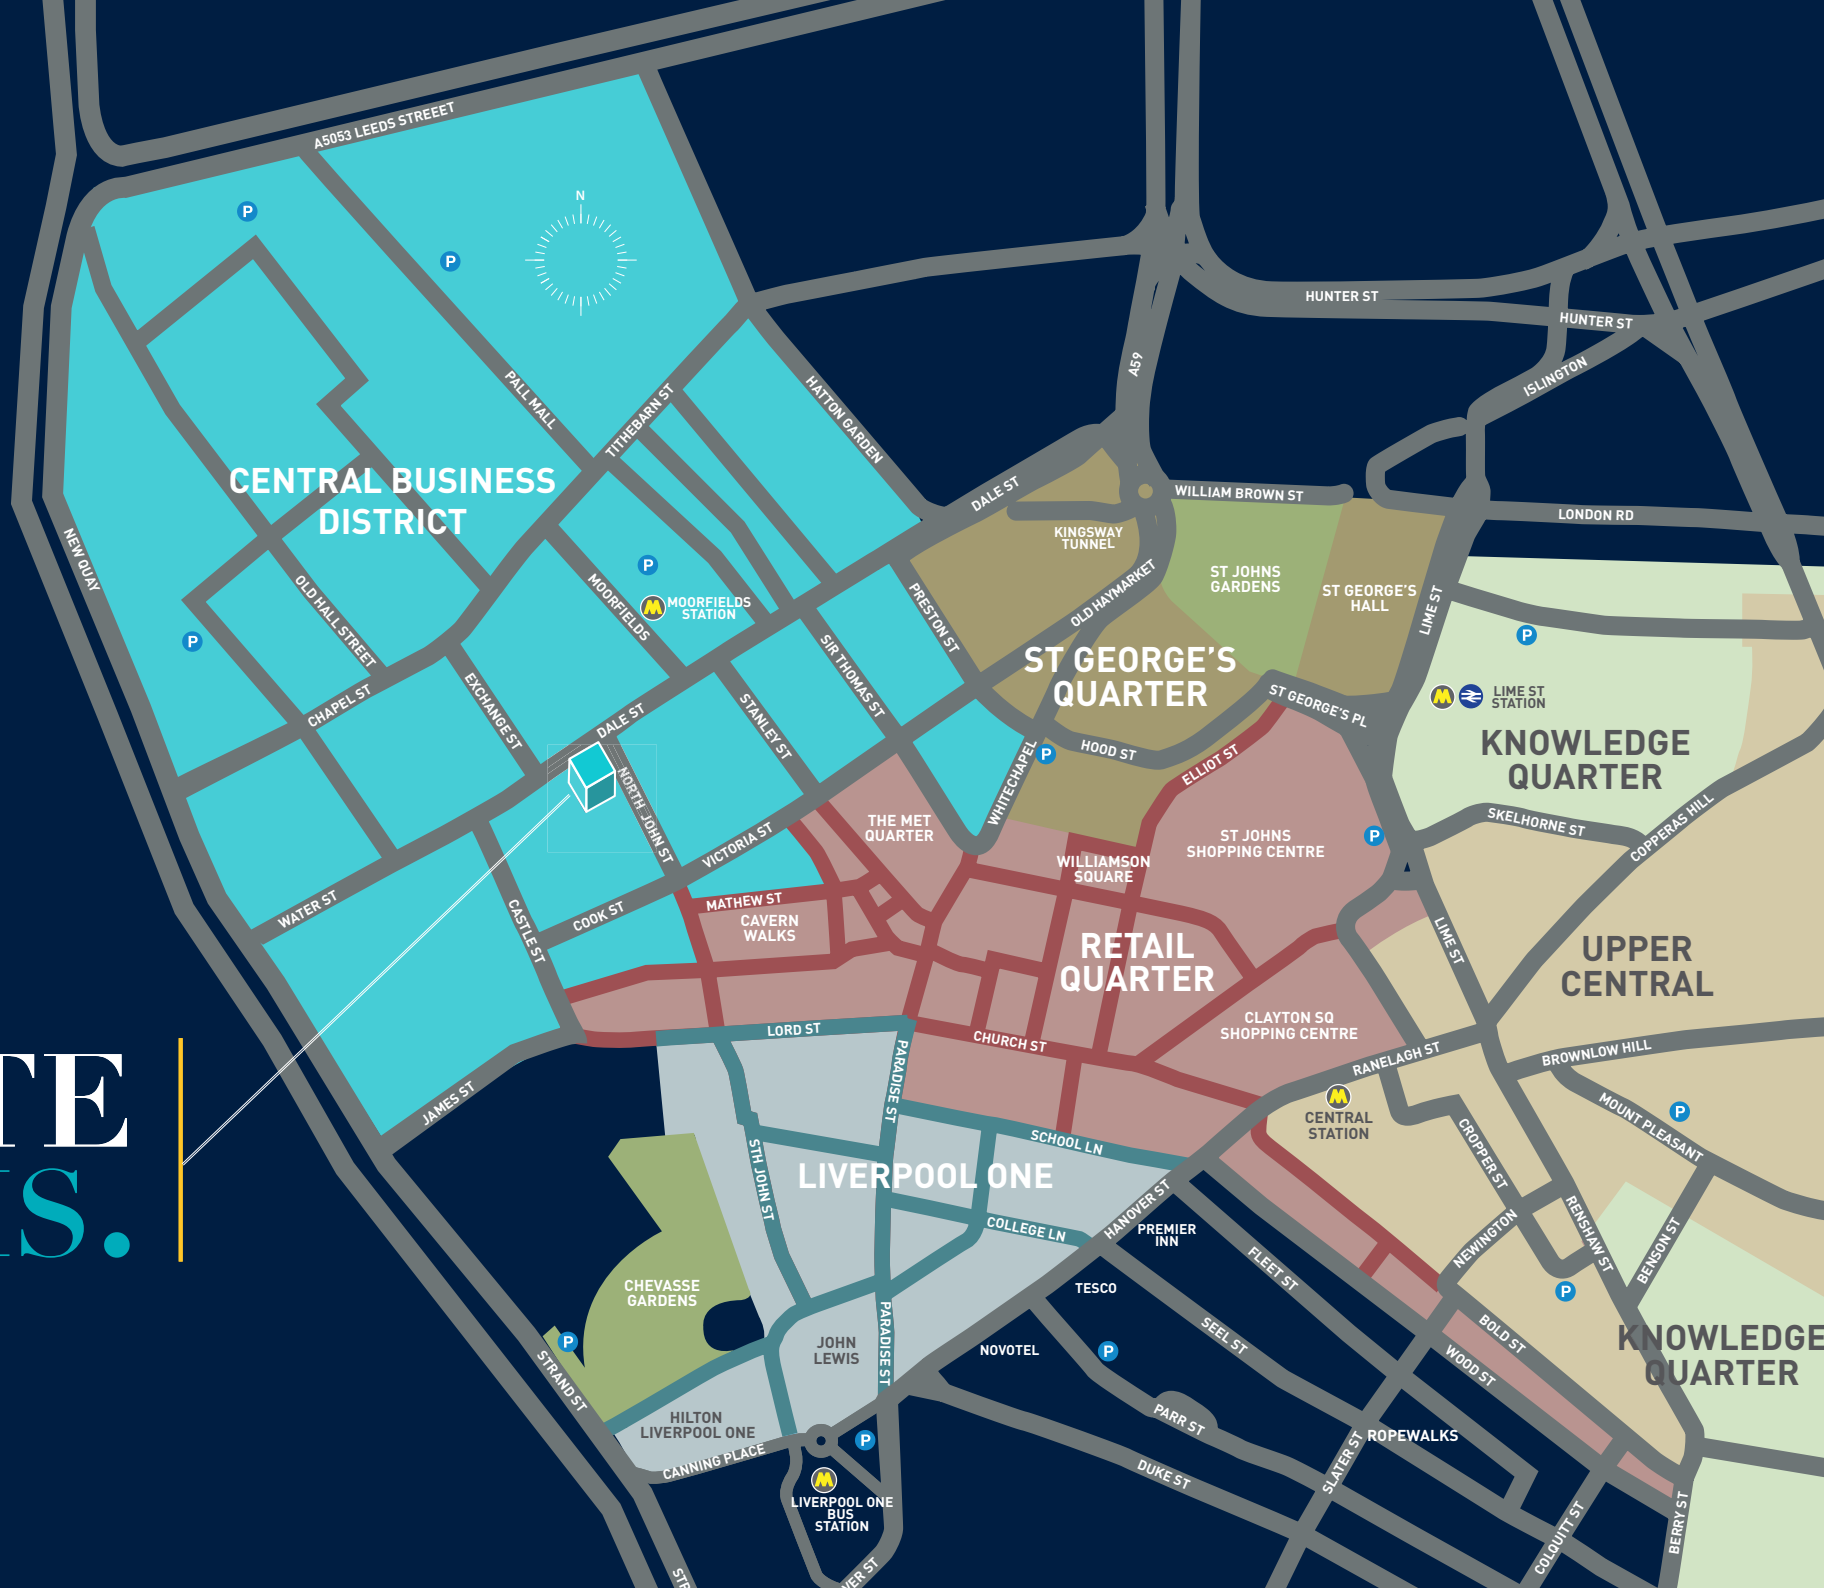 A5053 LEEDS STREEET
P
N
P
HUNTER ST
HUNTER ST
A59
ISLINGTON
PALL MALL
TITHEBARN ST
HATTON GARDEN
CENTRAL BUSINESS
DISTRICT
DALE ST
WILLIAM BROWN ST
LONDON RD
KINGSWAY
TUNNEL
NEW QUAY
OLD HALL STREET
P
MOORFIELDS
MOORFIELDS
STATION
PRESTON ST
OLD HAYMARKET
ST JOHNS
GARDENS
ST GEORGE'S
HALL
LIME ST
P
P
SIR THOMAS ST
ST GEORGE'S
QUARTER
ST GEORGE'S PL
LIME ST
STATION
CHAPEL ST
EXCHANGE ST
DALE ST
STANLEY ST
HOOD ST
P
ELLIOT ST
KNOWLEDGE
QUARTER
WHITECHAPEL
NORTH JOHN ST
VICTORIA ST
THE MET
QUARTER
ST JOHNS
SHOPPING CENTRE
P
SKELHORNE ST
COPPERAS HILL
WILLIAMSON
SQUARE
WATER ST
CASTLE ST
COOK ST
MATHEW ST
CAVERN
WALKS
RETAIL
QUARTER
LIME ST
UPPER
CENTRAL
LORD ST
PARADISE ST
CHURCH ST
CLAYTON SQ
SHOPPING CENTRE
RANELAGH ST
BROWNLOW HILL
TE
JAMES ST
CENTRAL
STATION
MOUNT PLEASANT
P
SCHOOL LN
CROPPER ST
STH JOHN ST
LIVERPOOL ONE
S.
COLLEGE LN
HANOVER ST
PREMIER
INN
NEWINGTON
RENSHAW ST
BENSON ST
FLEET ST
TESCO
CHEVASSE
GARDENS
P
P
STRAND ST
JOHN
LEWIS
PARADISE ST
NOVOTEL
P
SEEL ST
BOLD ST
WOOD ST
KNOWLEDGE
QUARTER
HILTON
LIVERPOOL ONE
CANNING PLACE
P
PARR ST
ROPEWALKS
DUKE ST
SLATER ST
LIVERPOOL ONE
BUS
STATION
COLQUITT ST
BERRY ST
STR
VER ST